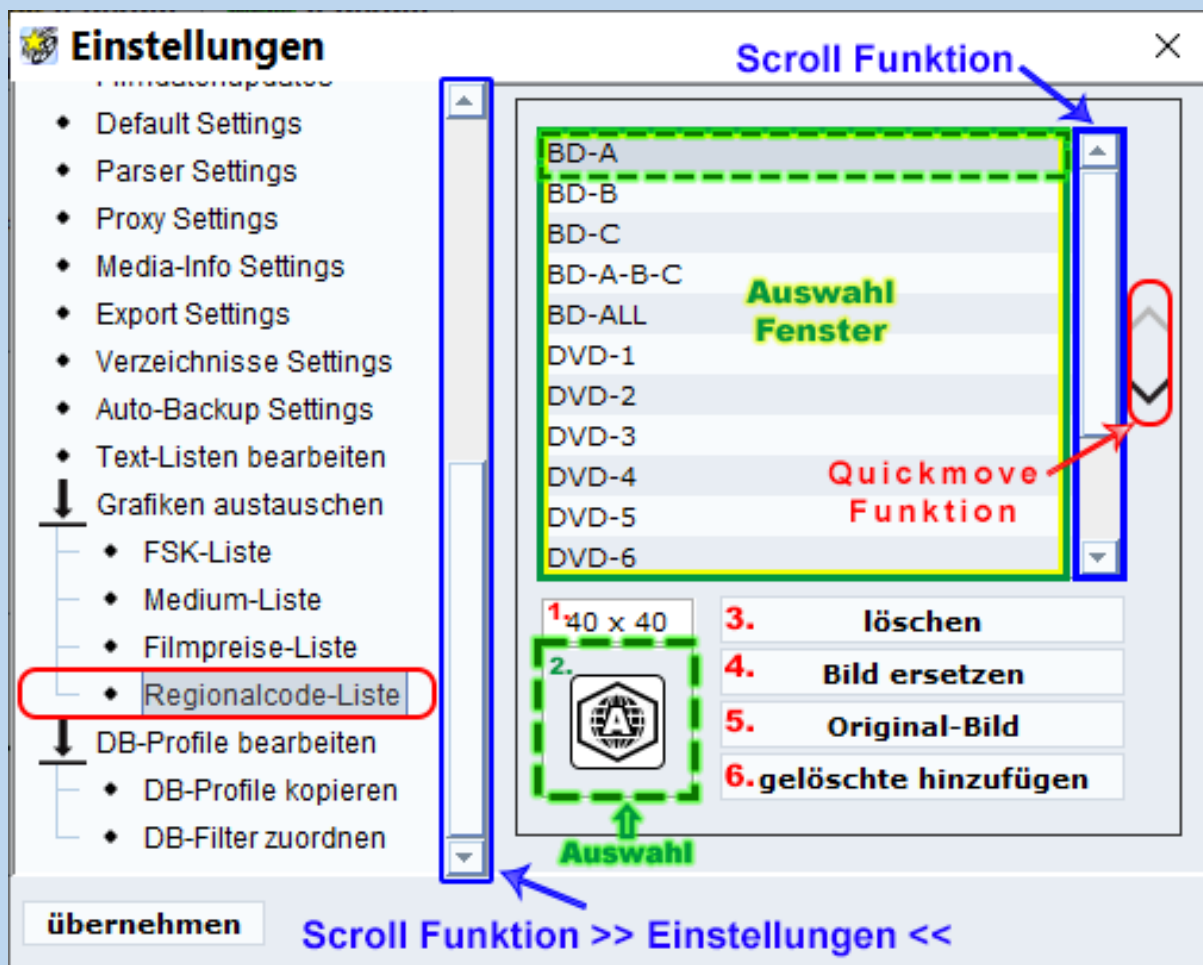 Einstellungen
Scroll Funktion
Filmdatenupdates
Default Settings
Parser Settings
Proxy Settings
Media-Info Settings
Export Settings
Verzeichnisse Settings
Auto-Backup Settings
Text-Listen bearbeiten
Grafiken austauschen
FSK-Liste
Medium-Liste
Filmpreise-Liste
Regionalcode-Liste
DB-Profile bearbeiten
DB-Profile kopieren
DB-Filter zuordnen
BD-A
BD-B
BD-C
BD-A-B-C
BD-ALL
DVD-1
DVD-2
DVD-3
DVD-4
DVD-5
DVD-6
Auswahl
Fenster
Quickmove
Funktion
1. 40 x 40
2.
A
Auswahl
3. löschen
4. Bild ersetzen
5. Original-Bild
6. gelöschte hinzufügen
übernehmen
Scroll Funktion >> Einstellungen <<